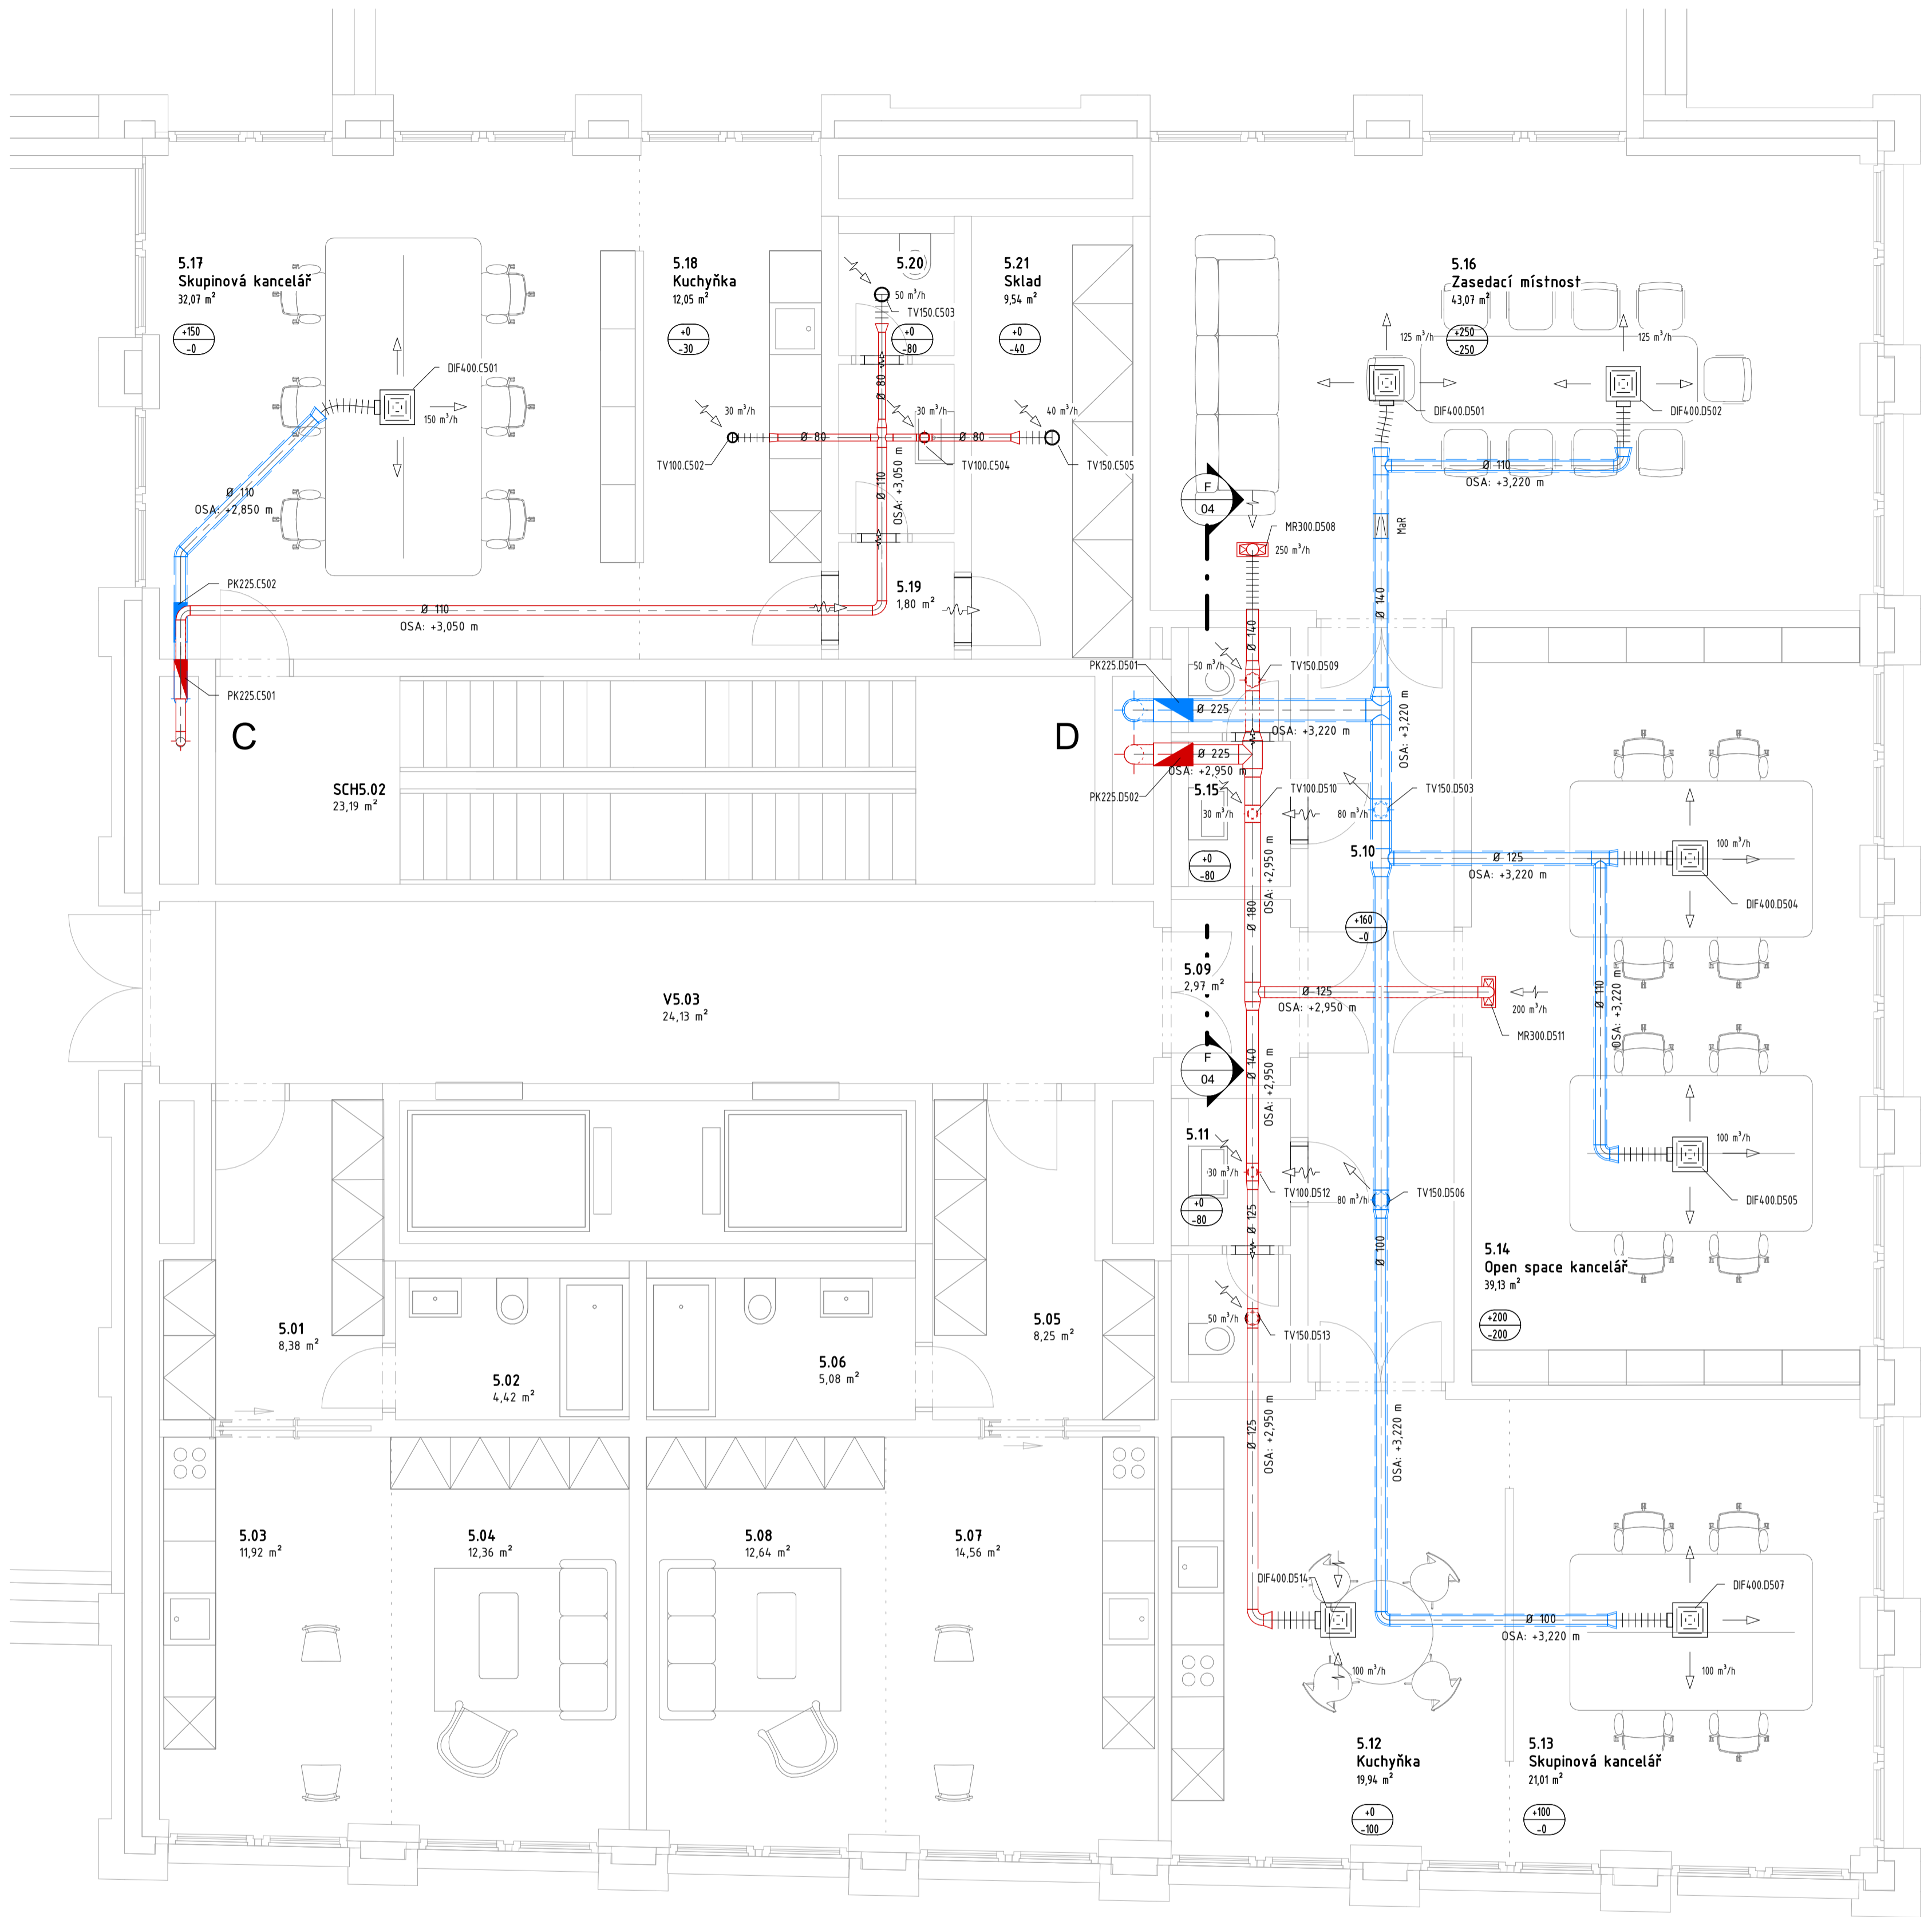 5.17
Skupinová kancelář
32,07 m²
+150
-0
DIF400.C501
150 m³/h
Ø 110
OSA: +2,850 m
PK225.C502
Ø 110
OSA: +3,050 m
PK225.C501
C
5.18
Kuchyňka
12,05 m²
+0
-30
30 m³/h
TV100.C502
Ø 80
5.20
50 m³/h
TV150.C503
+0
-80
Ø 80
30 m³/h
Ø 80
TV100.C504
Ø 110
OSA: +3,050 m
5.21
Sklad
9,54 m²
+0
-40
40 m³/h
TV150.C505
5.19
1,80 m²
5.16
Zasedací místnost
43,07 m²
+250
-250
125 m³/h
125 m³/h
DIF400.D501
DIF400.D502
Ø 110
OSA: +3,220 m
MaR
Ø 140
F
04
MR300.D508
250 m³/h
Ø 140
PK225.D501
50 m³/h
TV150.D509
Ø 225
OSA: +3,220 m
OSA: +3,220 m
D
Ø 225
OSA: +2,950 m
PK225.D502
5.15
TV100.D510
30 m³/h
80 m³/h
TV150.D503
+0
-80
OSA: +2,950 m
Ø 180
5.10
+160
-0
Ø 125
OSA: +3,220 m
100 m³/h
DIF400.D504
Ø 110
OSA: +3,220 m
SCH5.02
23,19 m²
V5.03
24,13 m²
5.09
2,97 m²
Ø 125
OSA: +2,950 m
200 m³/h
MR300.D511
F
04
Ø 140
OSA: +2,950 m
5.11
30 m³/h
TV100.D512
+0
-80
80 m³/h
TV150.D506
Ø 125
Ø 100
100 m³/h
DIF400.D505
5.14
Open space kancelář
39,13 m²
+200
-200
50 m³/h
TV150.D513
5.01
8,38 m²
5.02
4,42 m²
5.06
5,08 m²
5.05
8,25 m²
Ø 125
OSA: +2,950 m
OSA: +3,220 m
5.03
11,92 m²
5.04
12,36 m²
5.08
12,64 m²
5.07
14,56 m²
DIF400.D514
100 m³/h
Ø 100
OSA: +3,220 m
DIF400.D507
100 m³/h
5.12
Kuchyňka
19,94 m²
+0
-100
5.13
Skupinová kancelář
21,01 m²
+100
-0